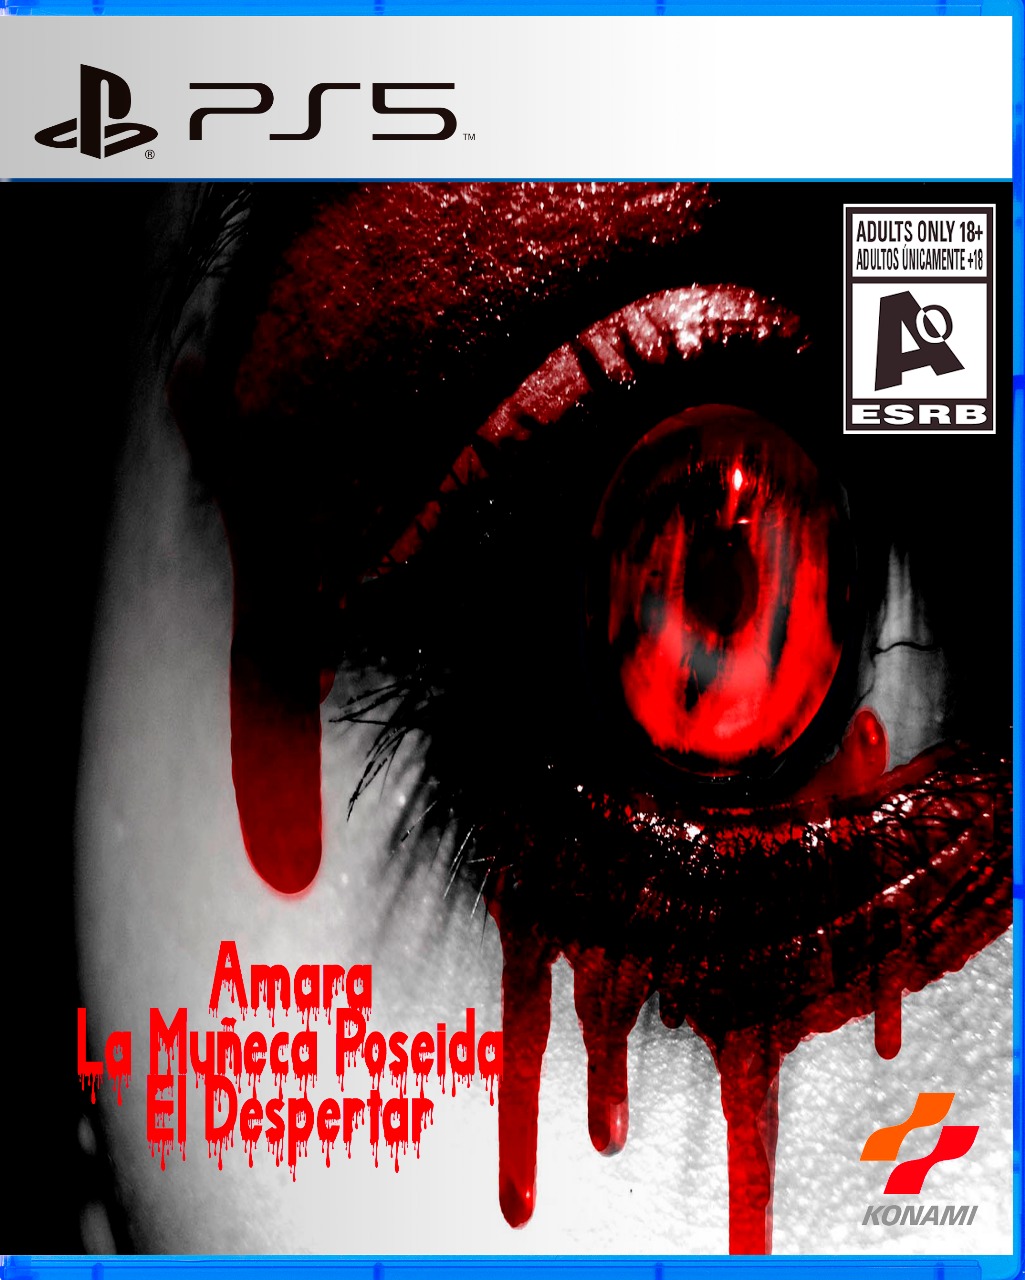 PS5
ADULTS ONLY 18+
ADULTOS ÚNICAMENTE +18
AO
ESRB
Amara
La Muñeca Poseida
El Despertar
KONAMI